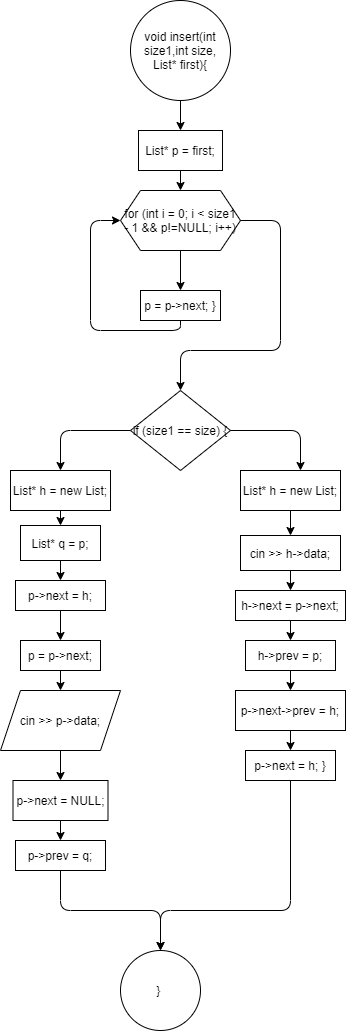 void insert(int
size1,int size,
List* first){
List* p = first;
for (int i = 0; i < size1
- 1 && p!=NULL; i++)
p = p->next; }
if (size1 == size) {
List* h = new List;
List* q = p;
p->next = h;
p = p->next;
cin >> p->data;
p->next = NULL;
p->prev = q;
List* h = new List;
cin >> h->data;
h->next = p->next;
h->prev = p;
p->next->prev = h;
p->next = h; }
}